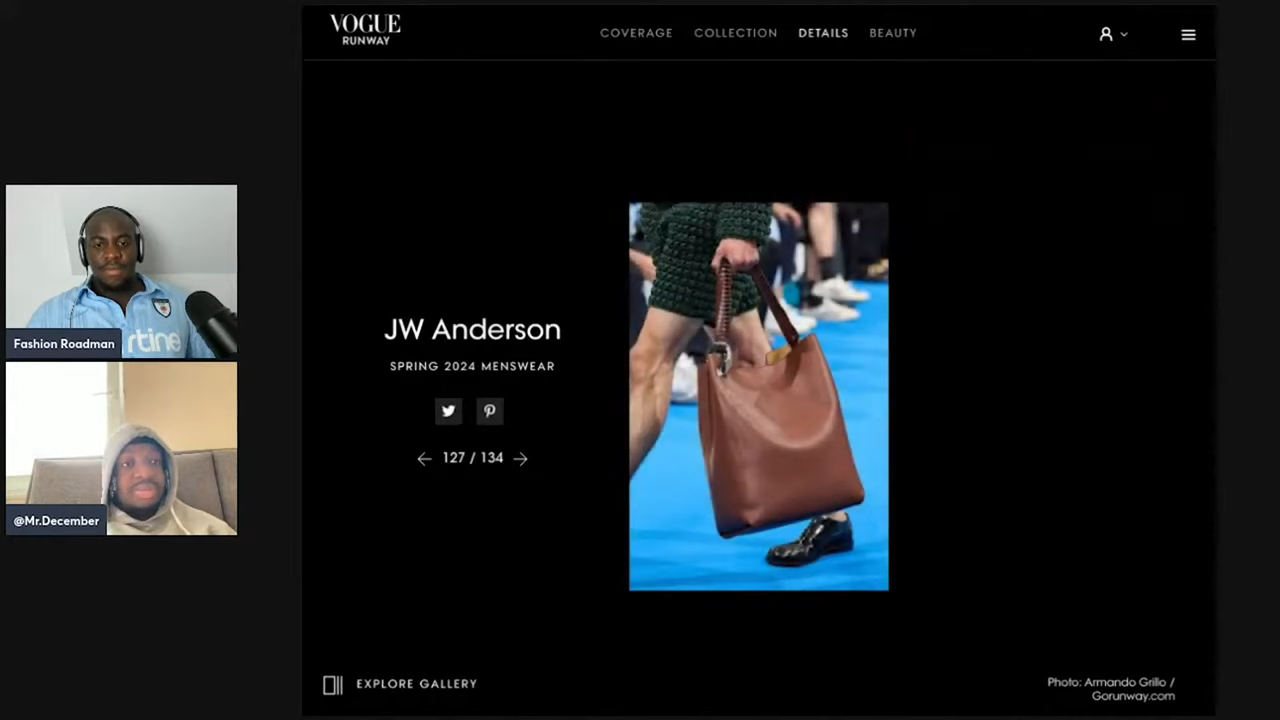 VOGUE
RUNWAY
COVERAGE COLLECTION DETAILS BEAUTY
Fashion Roadman
rtine
@Mr.December
JW Anderson
SPRING 2024 MENSWEAR
127 / 134
EXPLORE GALLERY
Photo: Armando Grillo /
Gorunway.com